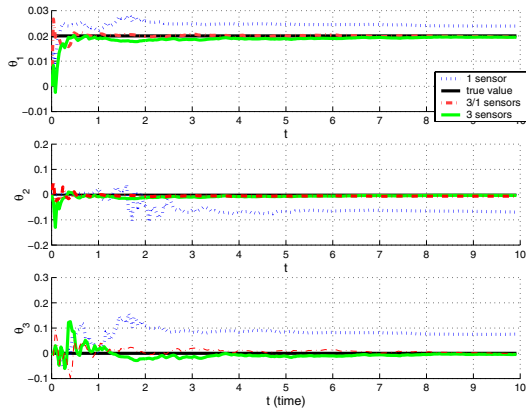 0.03
0.02
0.01
0
−0.01
θ1
0 1 2 3 4 5 6 7 8 9 10
t
1 sensor
true value
3/1 sensors
3 sensors
0.2
0.1
0
−0.1
0.2
θ2
0 1 2 3 4 5 6 7 8 9 10
t
0.3
0.2
0.1
0
−0.1
θ3
0 1 2 3 4 5 6 7 8 9 10
t (time)